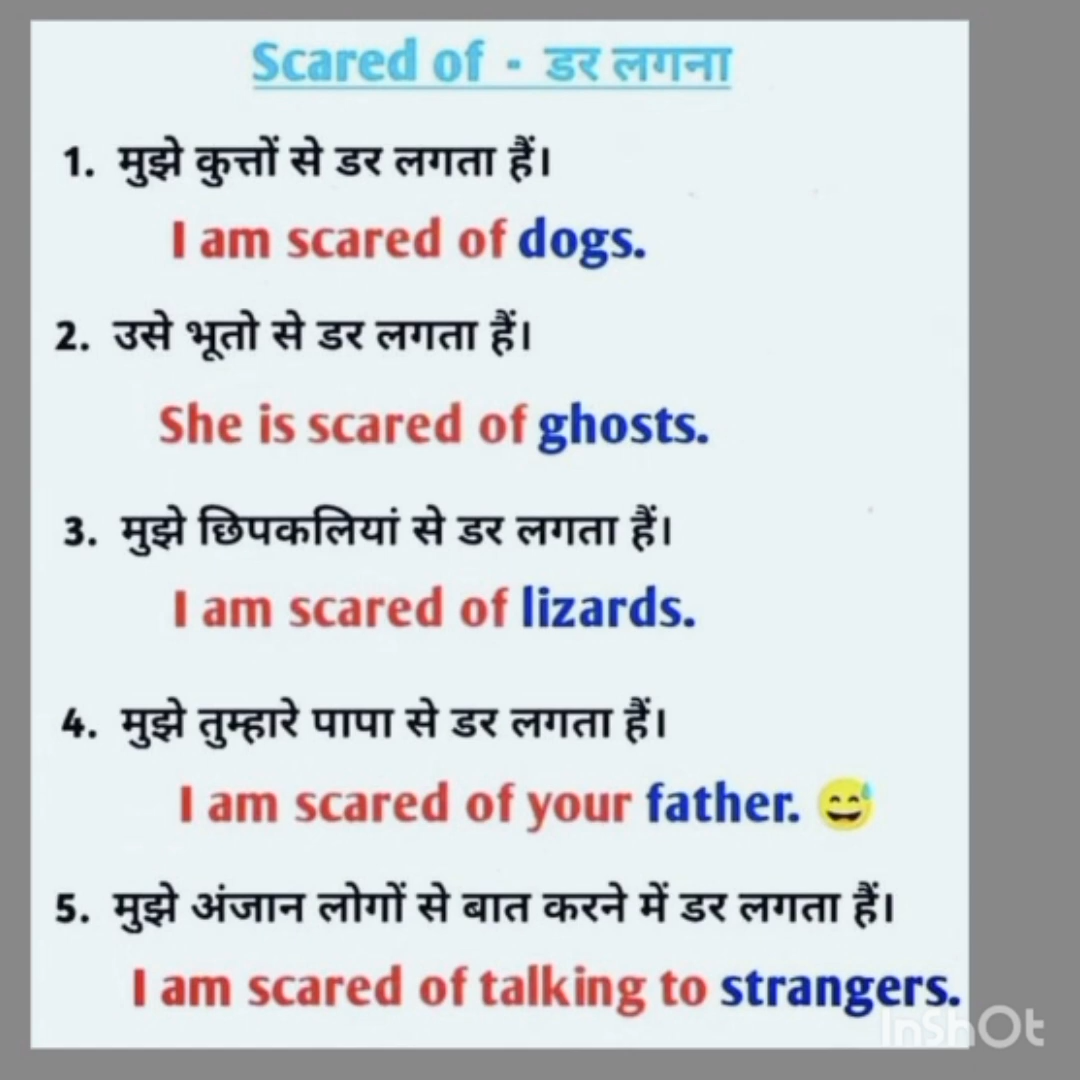 Scared of - डर लगना
1. मुझे कुत्तों से डर लगता हैं।
I am scared of dogs.
2. उसे भूतो से डर लगता हैं।
She is scared of ghosts.
3. मुझे छिपकलियां से डर लगता हैं।
I am scared of lizards.
4. मुझे तुम्हारे पापा से डर लगता हैं।
I am scared of your father. 😅
5. मुझे अंजान लोगों से बात करने में डर लगता हैं।
I am scared of talking to strangers.
InShOt